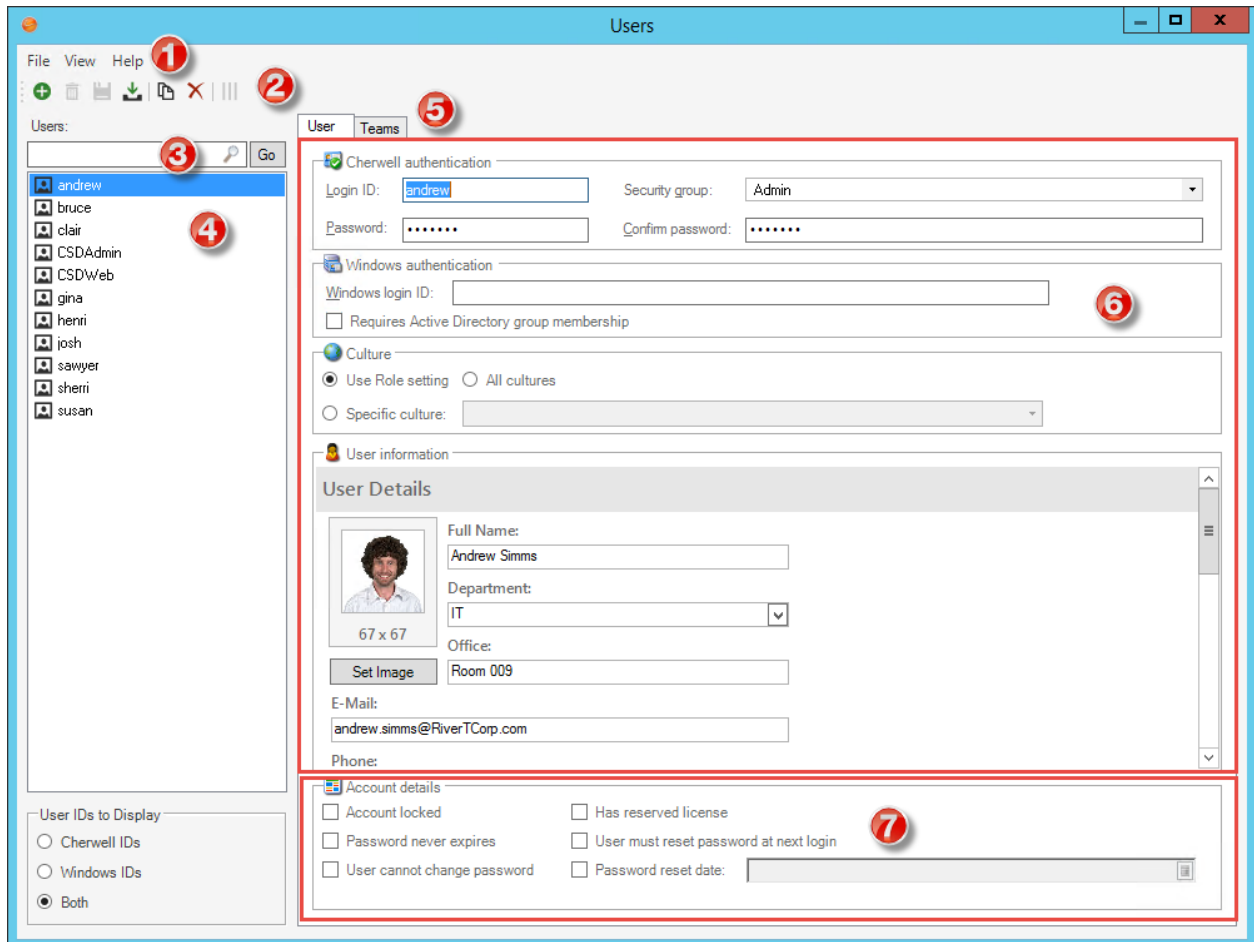 Users
File View Help 1
2
Users:
3
Go
4
andrew
bruce
clair
CSDAdmin
CSDWeb
gina
henri
josh
sawyer
sherri
susan
User IDs to Display
Cherwell IDs
Windows IDs
Both
User Teams 5
Cherwell authentication
Login ID: andrew Security group: Admin
Password: ••••••• Confirm password: •••••••
Windows authentication
Windows login ID:
6
Requires Active Directory group membership
Culture
Use Role setting All cultures
Specific culture:
User information
User Details
Full Name:
Andrew Simms
Department:
IT
67 x 67
Office:
Set Image Room 009
E-Mail:
andrew.simms@RiverTCorp.com
Phone:
Account details
Account locked Has reserved license
7
Password never expires User must reset password at next login
User cannot change password Password reset date: